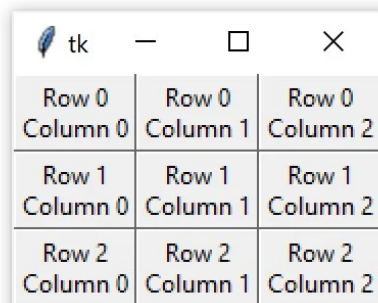 tk
Row 0 Row 0 Row 0
Column 0 Column 1 Column 2
Row 1 Row 1 Row 1
Column 0 Column 1 Column 2
Row 2 Row 2 Row 2
Column 0 Column 1 Column 2